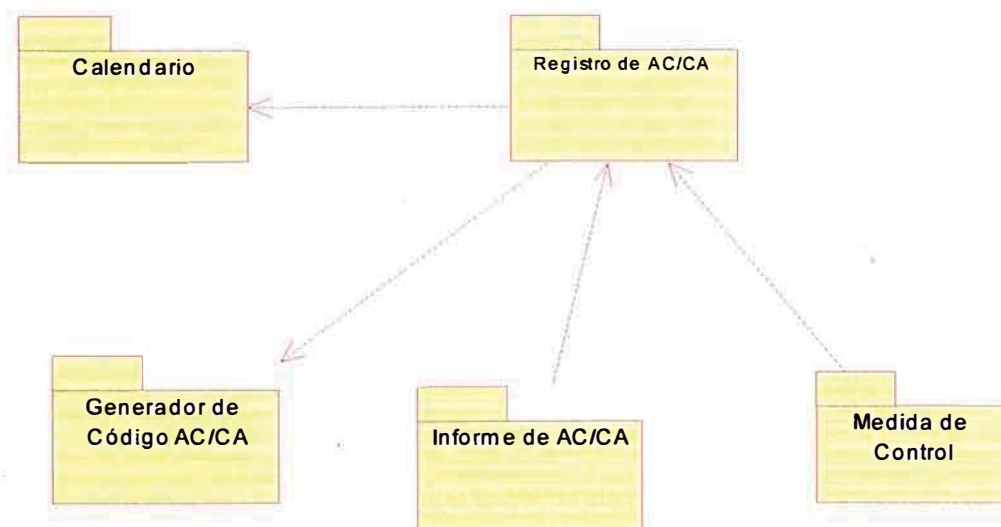 Calendario
Registro de AC/CA
Generador de
Código AC/CA
Informe de AC/CA
Medida de
Control